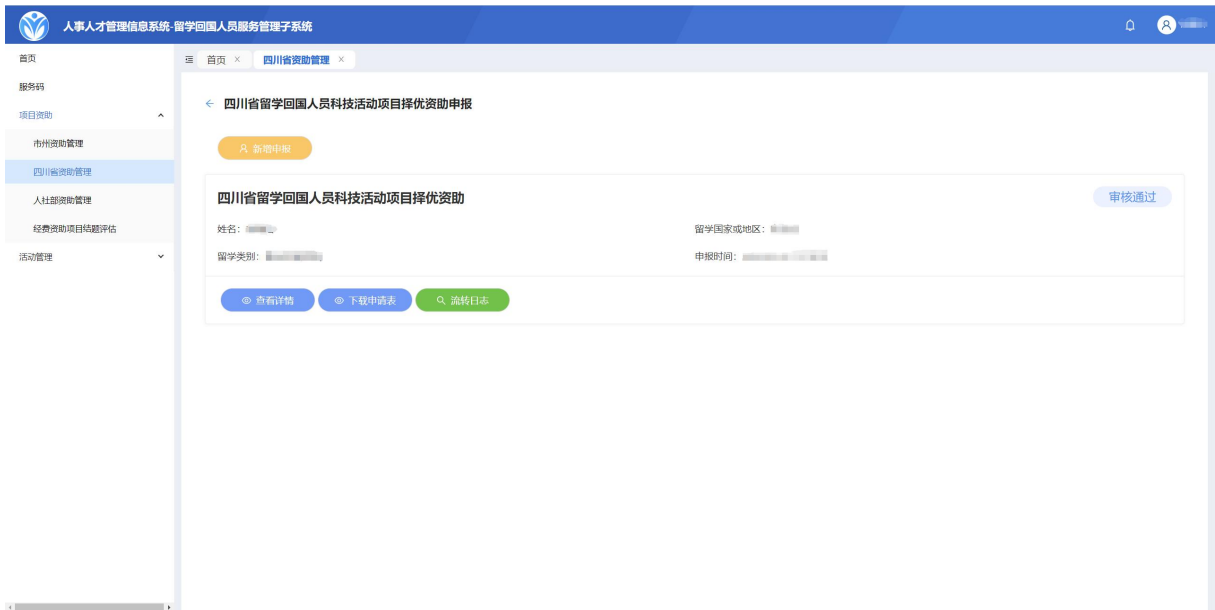 人事人才管理信息系统-留学回国人员服务管理子系统
首页
服务码
项目资助
市州资助管理
四川省资助管理
人社部资助管理
经费资助项目结题评估
活动管理
首页 × 四川省资助管理 ×
四川省留学回国人员科技活动项目择优资助申报
新增申报
四川省留学回国人员科技活动项目择优资助 审核通过
姓名: 留学国家或地区:
留学类别: 申报时间:
查看详情 下载申请表 流转日志